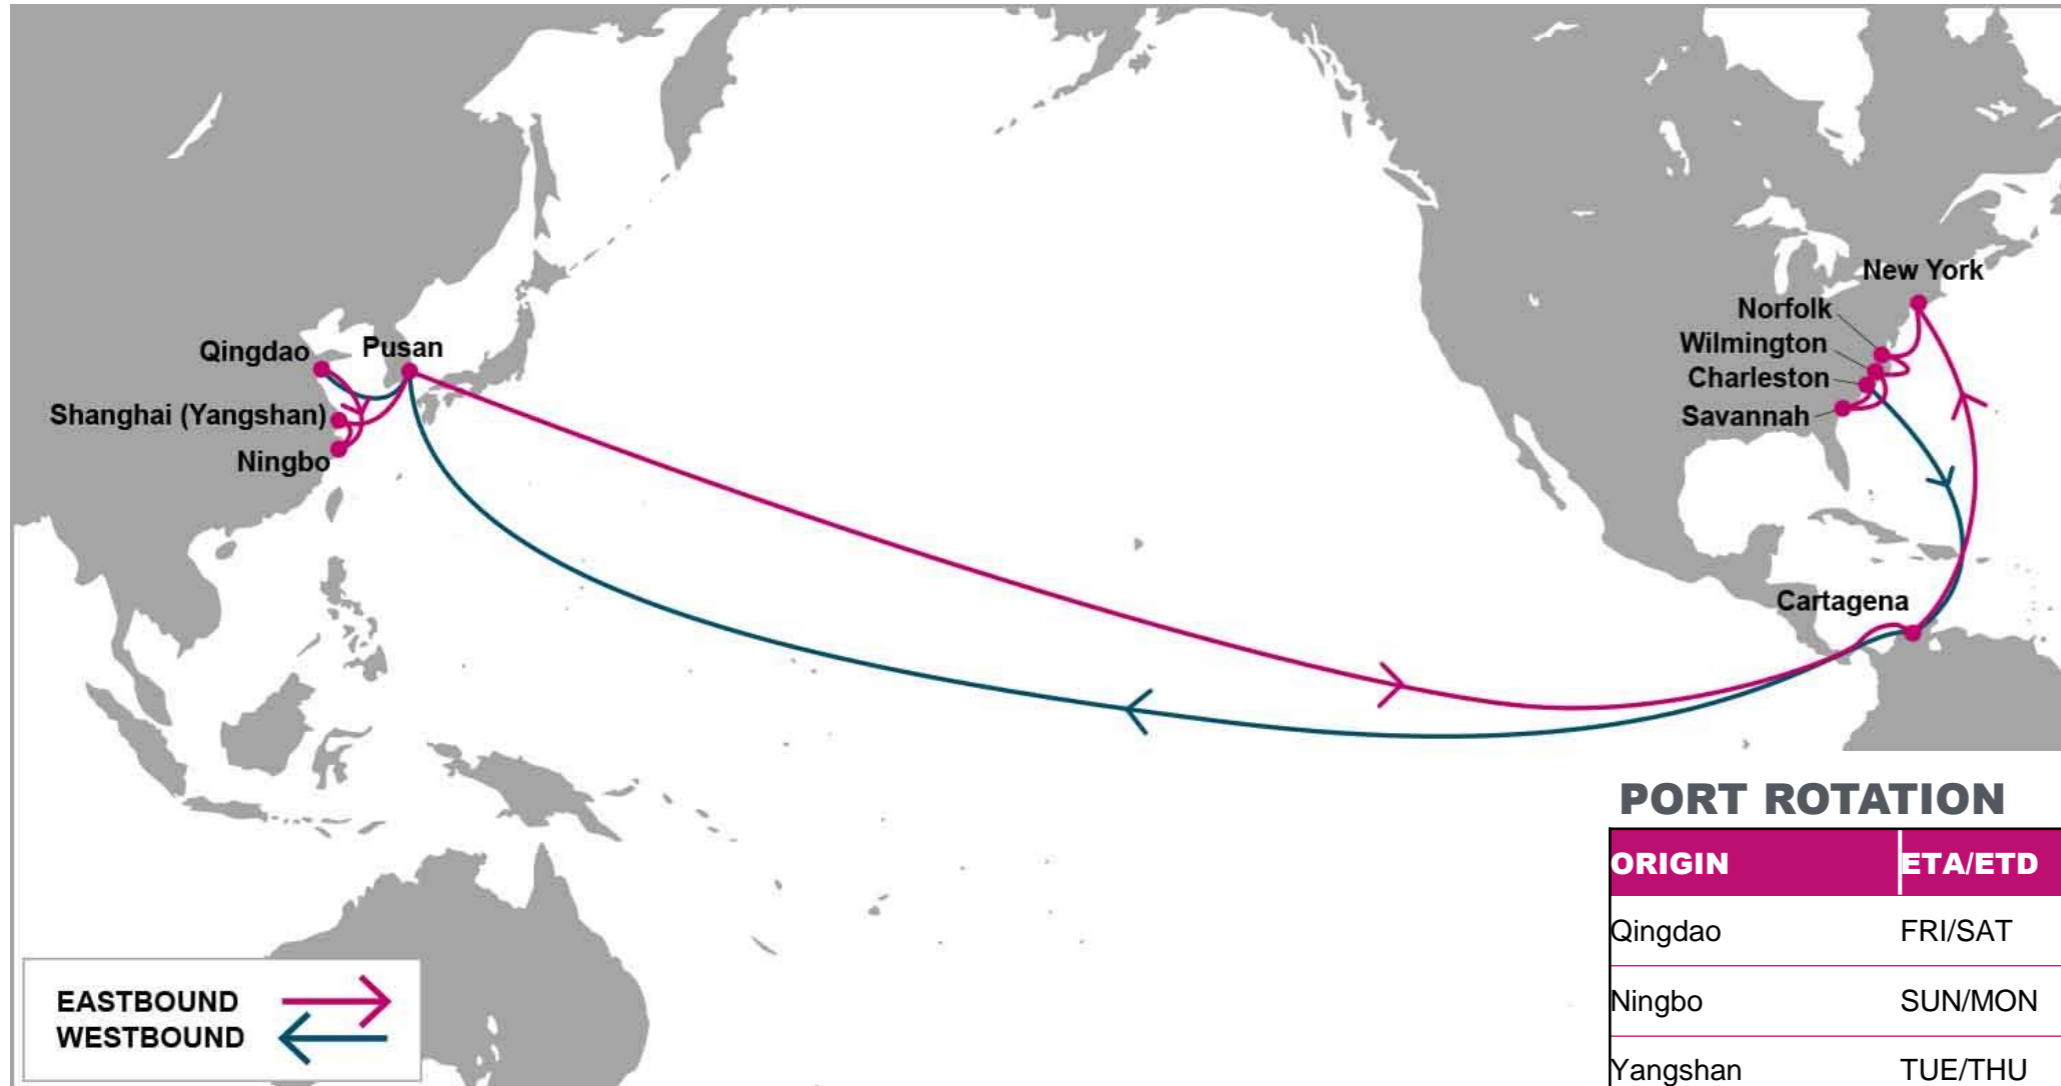 New York
Norfolk
Wilmington
Charleston
Savannah
Qingdao
Pusan
Shanghai (Yangshan)
Ningbo
Cartagena
PORT ROTATION
ORIGIN ETA/ETD
Qingdao FRI/SAT
Ningbo SUN/MON
Yangshan TUE/THU
EASTBOUND
WESTBOUND